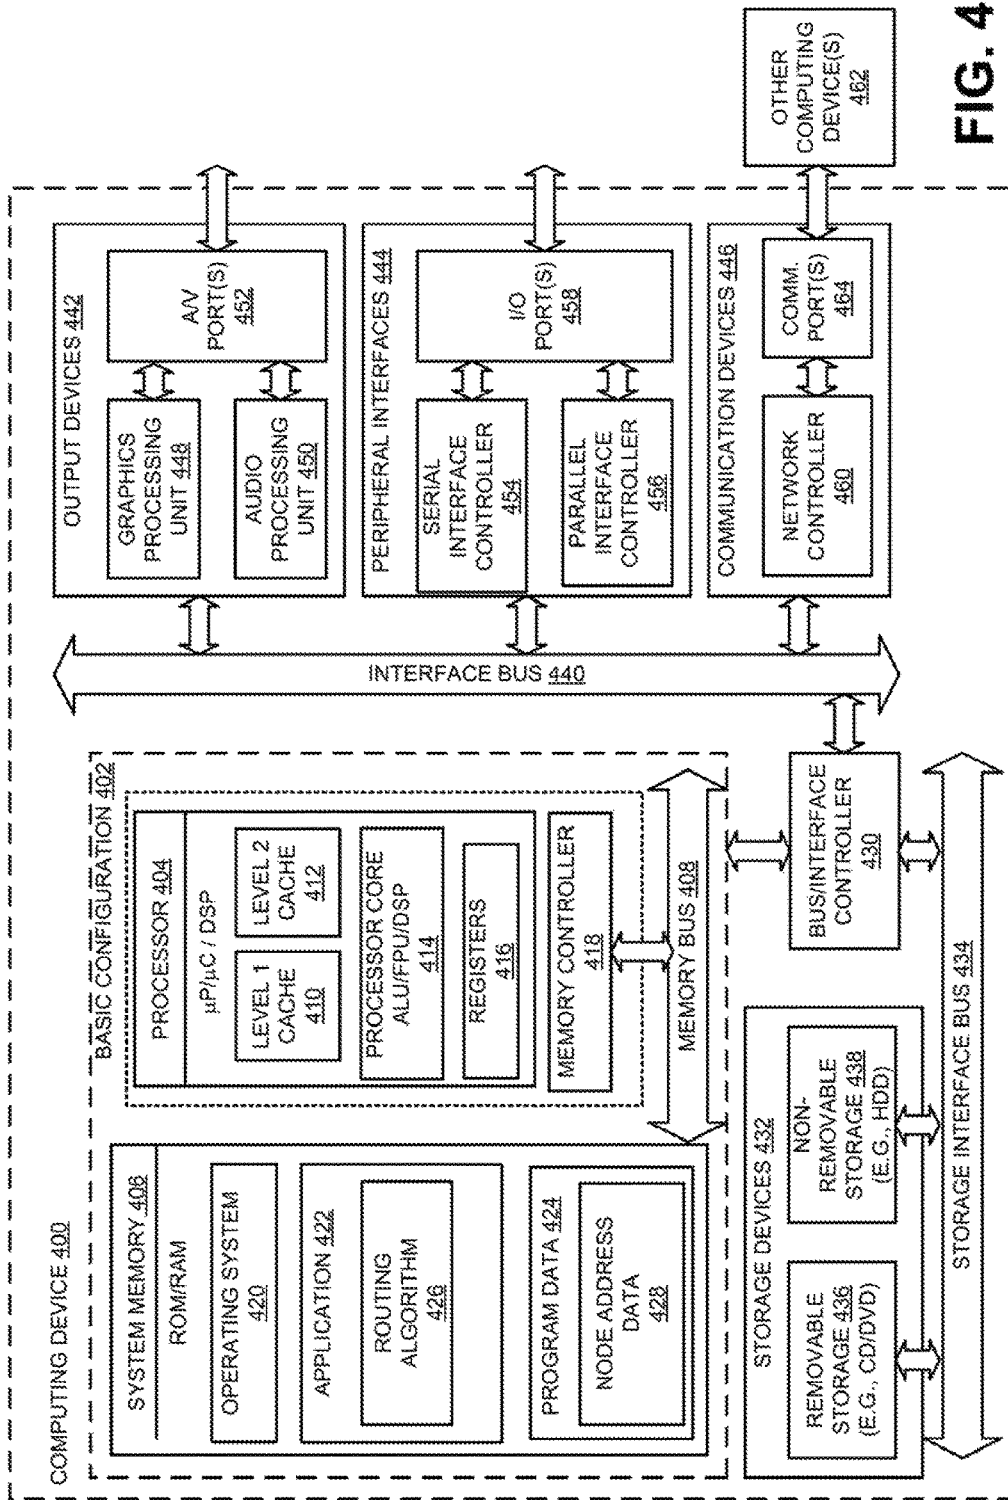 COMPUTING DEVICE 400
BASIC CONFIGURATION 402
SYSTEM MEMORY 406
ROM/RAM
OPERATING SYSTEM
420
APPLICATION 422
ROUTING
ALGORITHM
426
PROGRAM DATA 424
NODE ADDRESS
DATA
428
PROCESSOR 404
µP/µC / DSP
LEVEL 1
CACHE
410
LEVEL 2
CACHE
412
PROCESSOR CORE
ALU/FPU/DSP
414
REGISTERS
416
MEMORY CONTROLLER
418
MEMORY BUS 408
BUS/INTERFACE
CONTROLLER
430
STORAGE DEVICES 432
REMOVABLE
STORAGE 436
(E.G., CD/DVD)
NON-
REMOVABLE
STORAGE 438
(E.G., HDD)
STORAGE INTERFACE BUS 434
INTERFACE BUS 440
OUTPUT DEVICES 442
GRAPHICS
PROCESSING
UNIT 448
AUDIO
PROCESSING
UNIT 450
A/V
PORT(S)
452
PERIPHERAL INTERFACES 444
SERIAL
INTERFACE
CONTROLLER
454
PARALLEL
INTERFACE
CONTROLLER
456
I/O
PORT(S)
458
COMMUNICATION DEVICES 446
NETWORK
CONTROLLER
460
COMM.
PORT(S)
464
OTHER
COMPUTING
DEVICE(S)
462
FIG. 4